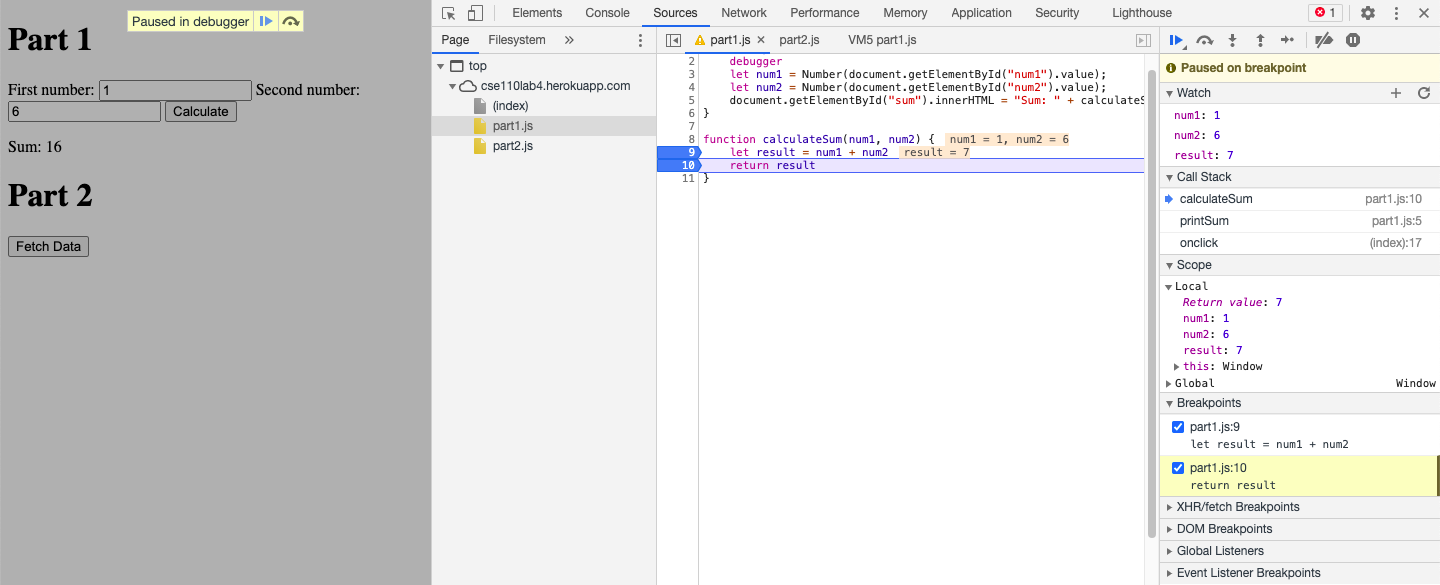 Paused in debugger
Part 1
First number: 1 Second number:
6 Calculate
Sum: 16
Part 2
Fetch Data
Elements Console Sources Network Performance Memory Application Security Lighthouse 1
Page Filesystem »
top
cse110lab4.herokuapp.com
(index)
part1.js
part2.js
part1.js × part2.js VM5 part1.js
2 debugger
3 let num1 = Number(document.getElementById("num1").value);
4 let num2 = Number(document.getElementById("num2").value);
5 document.getElementById("sum").innerHTML = "Sum: " + calculateS
6 }
7
8 function calculateSum(num1, num2) { num1 = 1, num2 = 6
9 let result = num1 + num2 result = 7
10 return result
11 }
Paused on breakpoint
Watch
num1: 1
num2: 6
result: 7
Call Stack
calculateSum part1.js:10
printSum part1.js:5
onclick (index):17
Scope
Local
Return value: 7
num1: 1
num2: 6
result: 7
this: Window
Global Window
Breakpoints
part1.js:9
let result = num1 + num2
part1.js:10
return result
XHR/fetch Breakpoints
DOM Breakpoints
Global Listeners
Event Listener Breakpoints